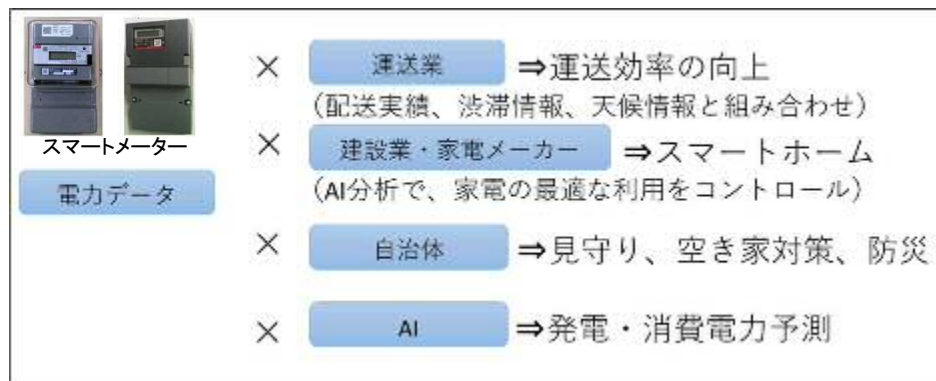 スマートメーター
電力データ
× 運送業 ⇒運送効率の向上
（配送実績、渋滞情報、天候情報と組み合わせ）
× 建設業・家電メーカー ⇒スマートホーム
（AI分析で、家電の最適な利用をコントロール）
× 自治体 ⇒見守り、空き家対策、防災
× AI ⇒発電・消費電力予測